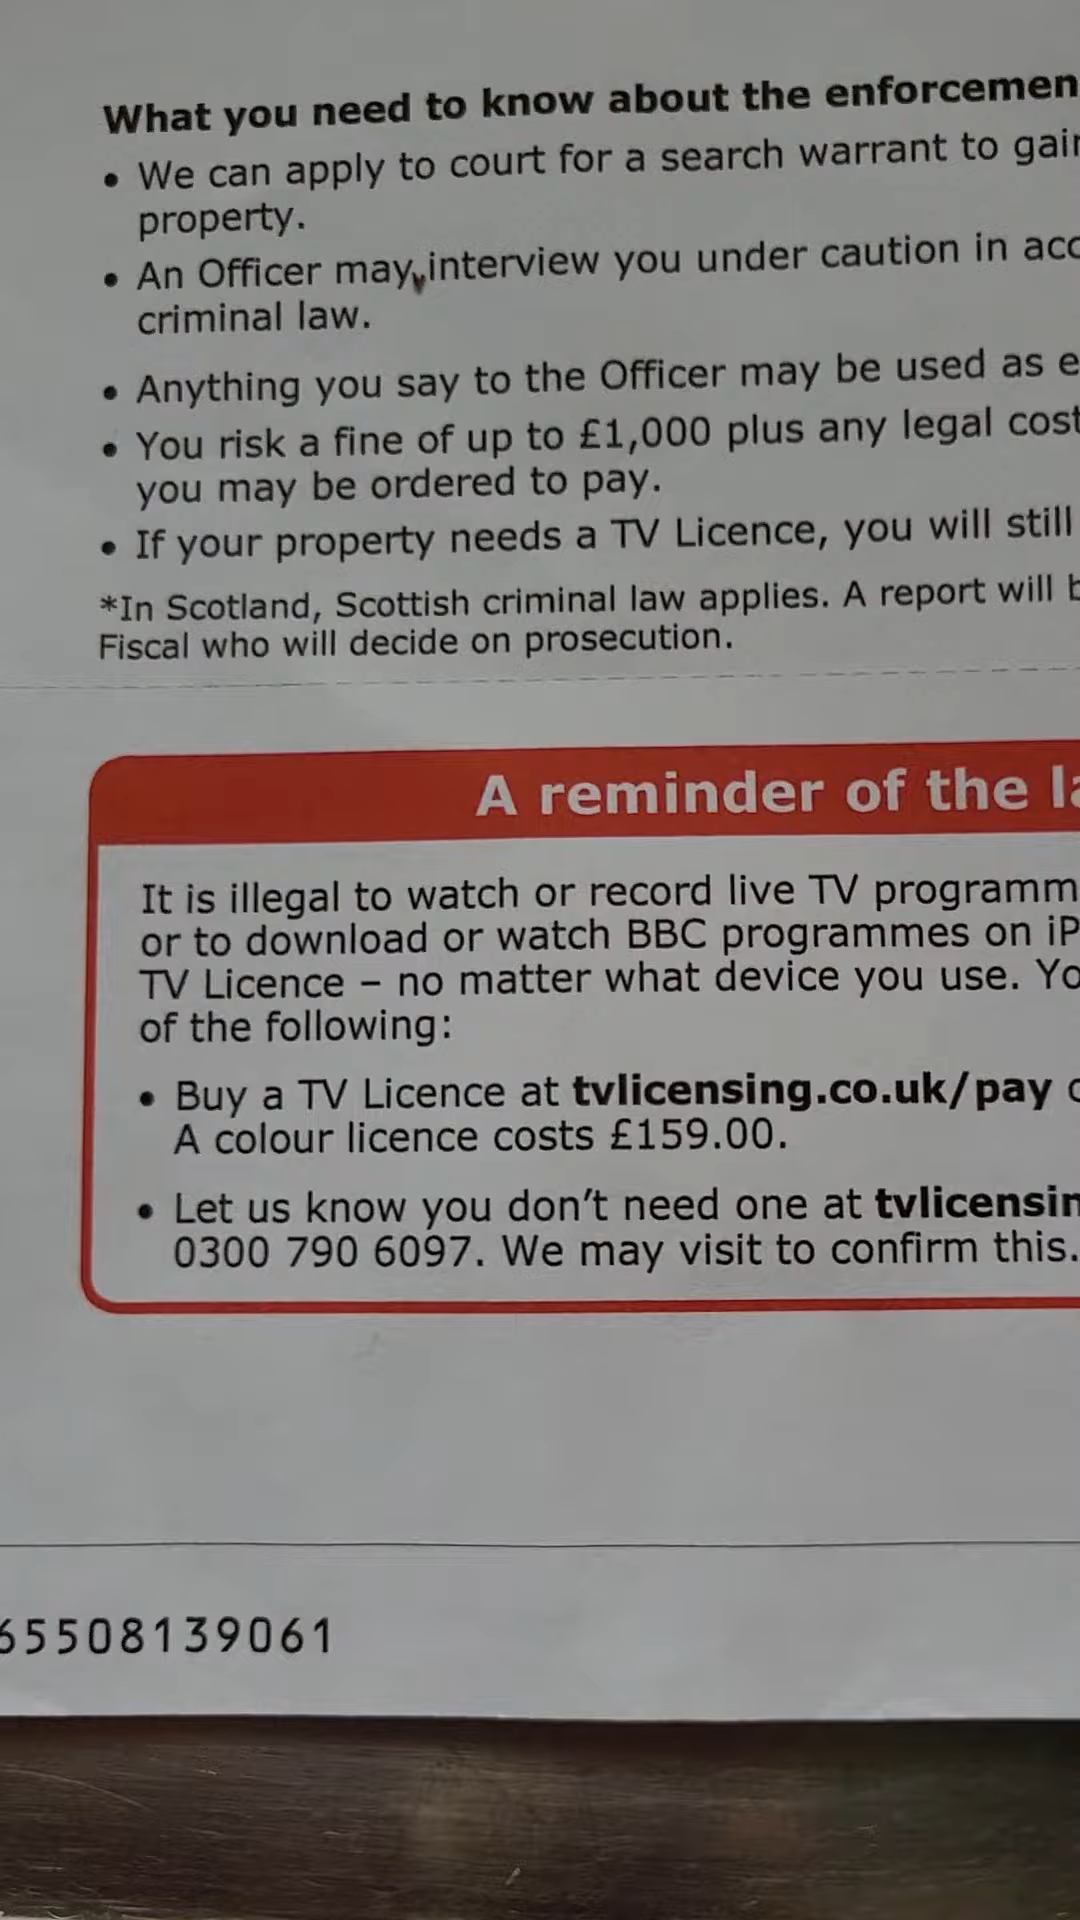 What you need to know about the enforcemen
• We can apply to court for a search warrant to gai
property.
• An Officer may interview you under caution in acc
criminal law.
• Anything you say to the Officer may be used as e
• You risk a fine of up to £1,000 plus any legal cost
you may be ordered to pay.
• If your property needs a TV Licence, you will still
*In Scotland, Scottish criminal law applies. A report will b
Fiscal who will decide on prosecution.
A reminder of the la
It is illegal to watch or record live TV programm
or to download or watch BBC programmes on iP
TV Licence – no matter what device you use. Yo
of the following:
• Buy a TV Licence at tvlicensing.co.uk/pay o
A colour licence costs £159.00.
• Let us know you don't need one at tvlicensin
0300 790 6097. We may visit to confirm this.
65508139061